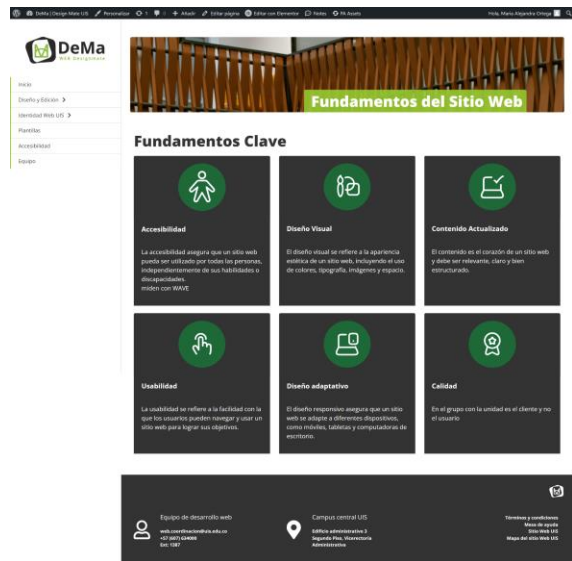 DeMa | Design Mate UIS Personalizar 1 0 Añadir Editar página Editar con Elementor Notes PA Assets Hola, Maria Alejandra Ortega
DeMa
Web Designmate
Inicio
Diseño y Edición
Identidad Web UIS
Plantillas
Accesibilidad
Equipo
Fundamentos del Sitio Web
Fundamentos Clave
Accesibilidad
La accesibilidad asegura que un sitio web
pueda ser utilizado por todas las personas,
independientemente de sus habilidades o
discapacidades.
miden con WAVE
Diseño Visual
El diseño visual se refiere a la apariencia
estética de un sitio web, incluyendo el uso
de colores, tipografía, imágenes y espacio.
Contenido Actualizado
El contenido es el corazón de un sitio web
y debe ser relevante, claro y bien
estructurado.
Usabilidad
La usabilidad se refiere a la facilidad con la
que los usuarios pueden navegar y usar un
sitio web para lograr sus objetivos.
Diseño adaptativo
El diseño responsivo asegura que un sitio
web se adapte a diferentes dispositivos,
como móviles, tabletas y computadoras de
escritorio.
Calidad
En el grupo con la unidad es el cliente y no
el usuario
Equipo de desarrollo web
+57 (607) 634000
Ext: 1387
Campus central UIS
Edificio administrativo 2
Segundo Piso, Vicerrectoría
Administrativa
Términos y condiciones
Mesa de ayuda
Sitio Web UIS
Mapa del sitio Web UIS